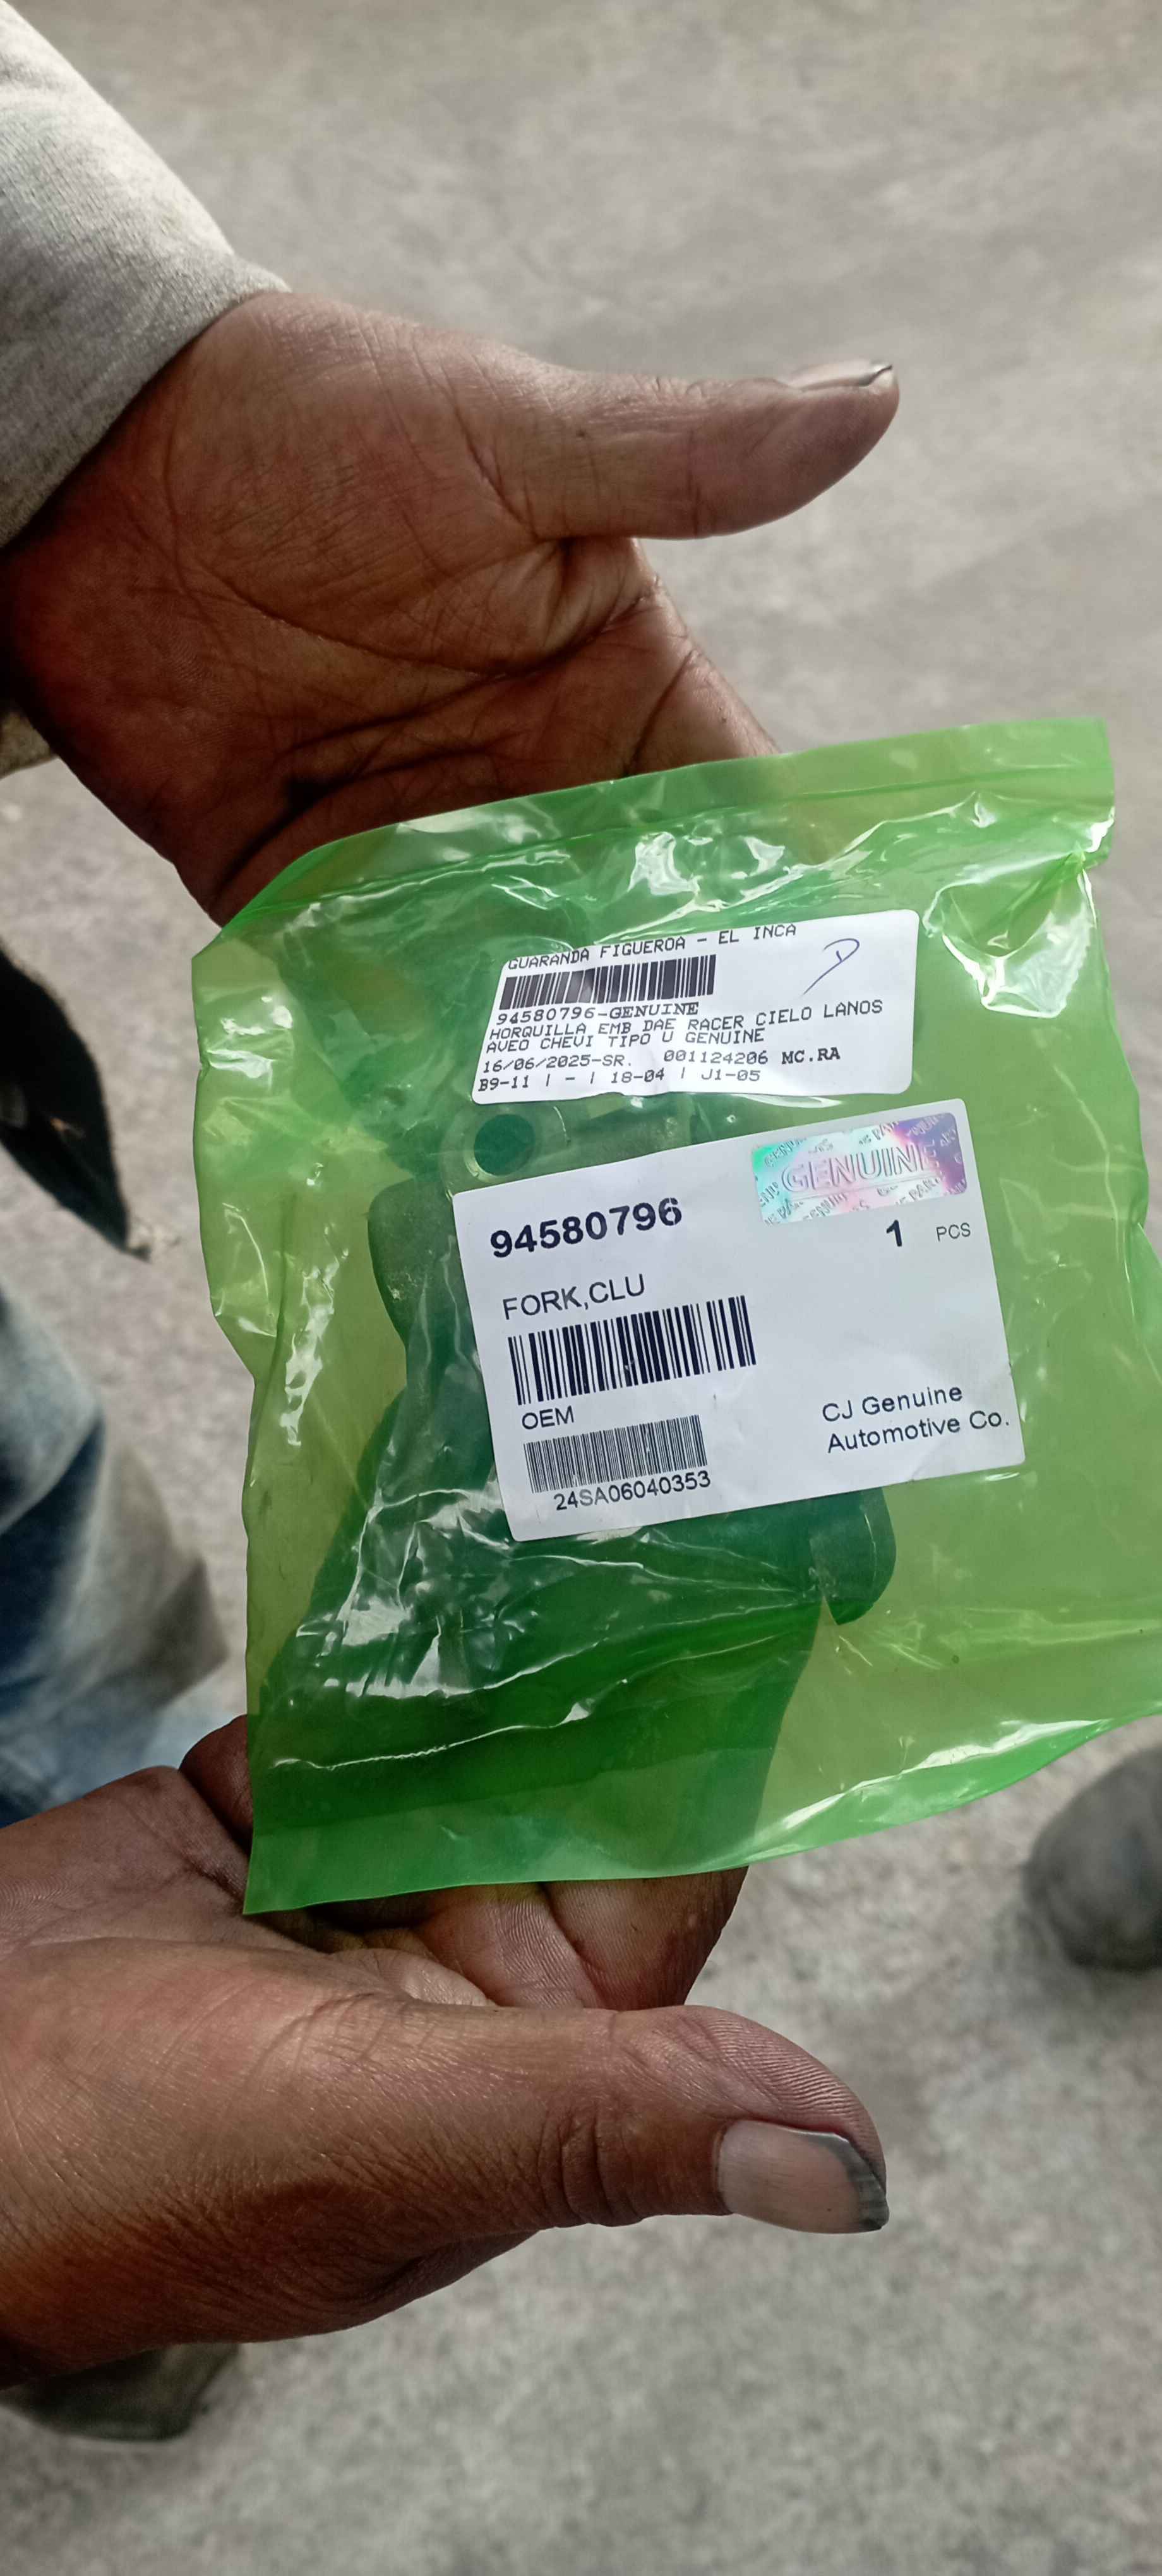 GUARANDA FIGUEROA - EL INCA
94580796-GENUINE
HORQUILLA EMB DAE RACER CIELO LANOS
AVEO CHEVI TIPO U GENUINE
16/06/2025-SR. 001124206 MC.RA
B9-11 | - | 18-04 | J1-05
GENUINE
94580796
1 PCS
FORK,CLU
OEM
CJ Genuine
Automotive Co.
24SA06040353